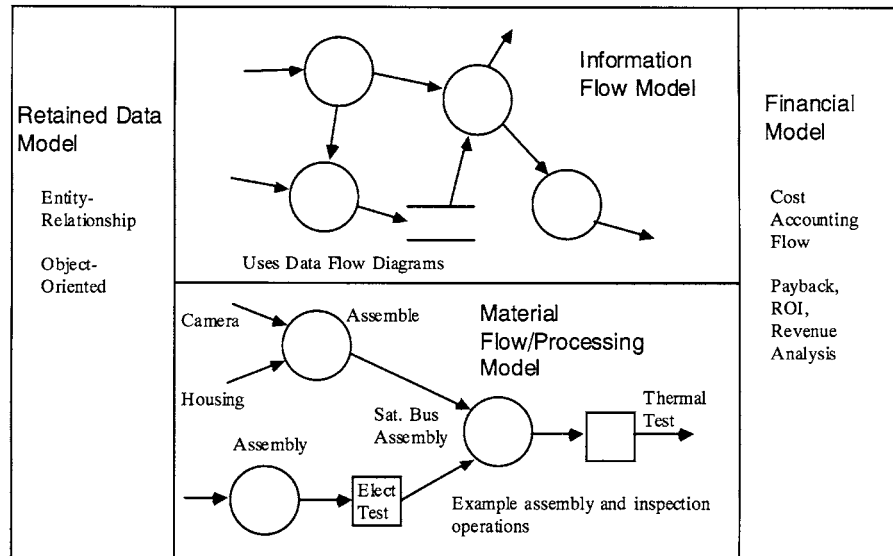 Retained Data
Model
Entity-
Relationship
Object-
Oriented
Information
Flow Model
Uses Data Flow Diagrams
Camera
Assemble
Housing
Material
Flow/Processing
Model
Assembly
Sat. Bus
Assembly
Elect
Test
Thermal
Test
Example assembly and inspection
operations
Financial
Model
Cost
Accounting
Flow
Payback,
ROI,
Revenue
Analysis